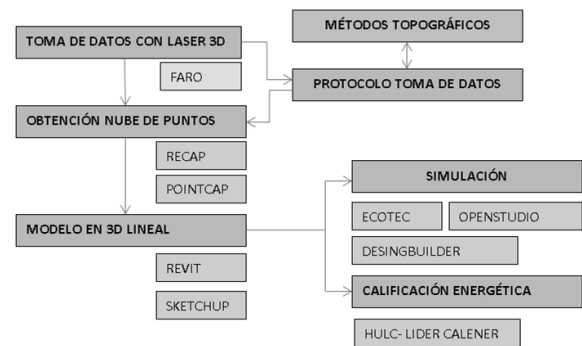 TOMA DE DATOS CON LASER 3D
MÉTODOS TOPOGRÁFICOS
FARO
PROTOCOLO TOMA DE DATOS
OBTENCIÓN NUBE DE PUNTOS
RECAP
POINTCAP
SIMULACIÓN
ECOTEC
OPENSTUDIO
DESINGBUILDER
MODELO EN 3D LINEAL
REVIT
SKETCHUP
CALIFICACIÓN ENERGÉTICA
HULC- LIDER CALENER